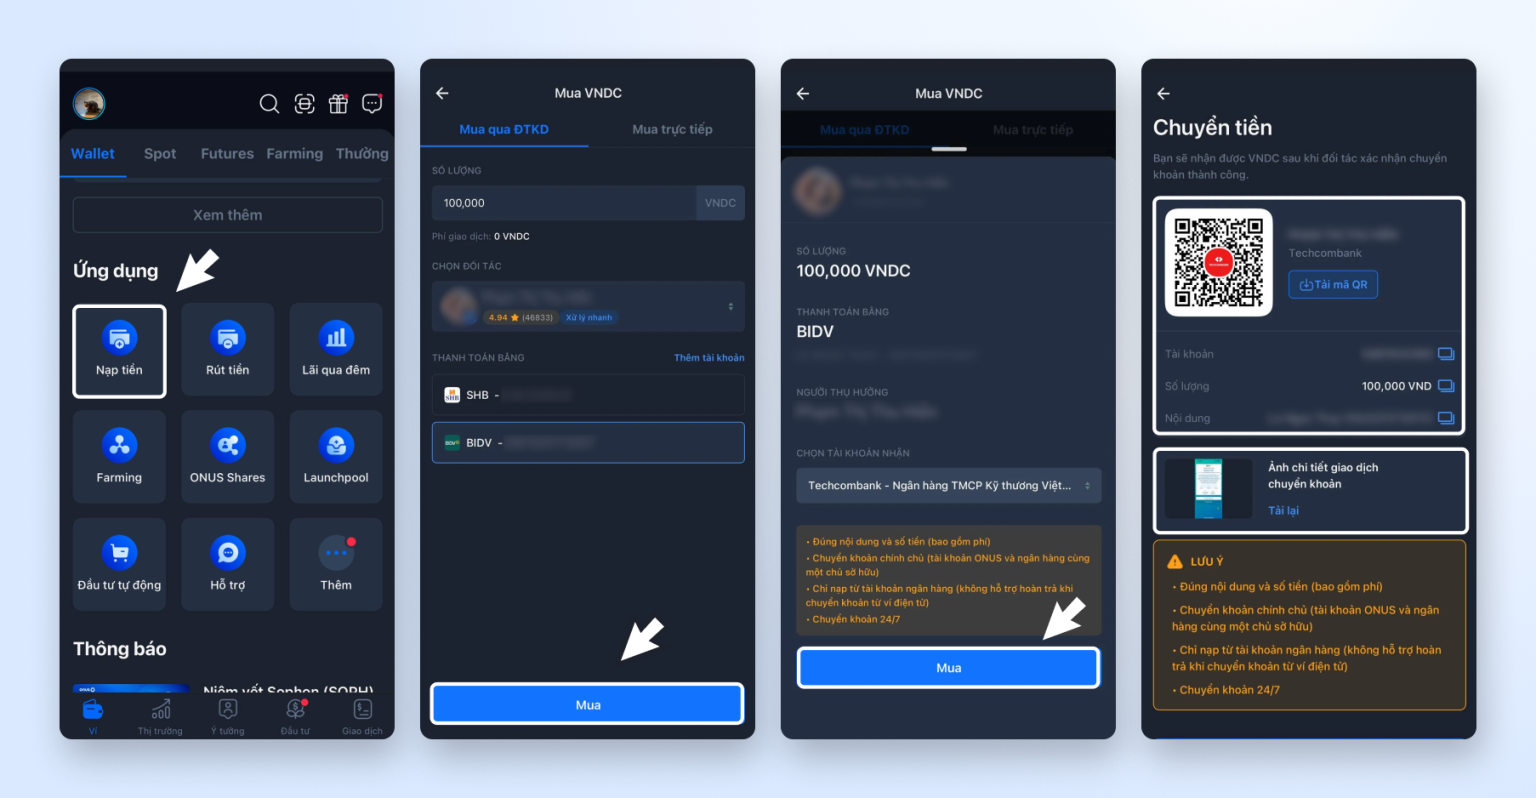 Wallet Spot Futures Farming Thưởng
Xem thêm
Ứng dụng
Nạp tiền Rút tiền Lãi qua đêm
Farming ONUS Shares Launchpool
Đầu tư tự động Hỗ trợ Thêm
Thông báo
Niêm yết Sophon (SOPH)
Ví Thị trường Ý tưởng Đầu tư Giao dịch
Mua VNDC
Mua qua ĐTKD Mua trực tiếp
SỐ LƯỢNG
100,000 VNDC
Phí giao dịch: 0 VNDC
CHỌN ĐỐI TÁC
4.94 (46833) Xử lý nhanh
THANH TOÁN BẰNG Thêm tài khoản
SHB SHB -
BIDV BIDV -
Mua
Mua VNDC
Mua qua ĐTKD Mua trực tiếp
SỐ LƯỢNG
100,000 VNDC
THANH TOÁN BẰNG
BIDV
NGƯỜI THỤ HƯỞNG
CHỌN TÀI KHOẢN NHẬN
Techcombank - Ngân hàng TMCP Kỹ thương Việt...
• Đúng nội dung và số tiền (bao gồm phí)
• Chuyển khoản chính chủ (tài khoản ONUS và ngân hàng cùng
một chủ sở hữu)
• Chỉ nạp từ tài khoản ngân hàng (không hỗ trợ hoàn trả khi
chuyển khoản từ ví điện tử)
• Chuyển khoản 24/7
Mua
Chuyển tiền
Bạn sẽ nhận được VNDC sau khi đối tác xác nhận chuyển
khoản thành công.
Techcombank
Tải mã QR
Tài khoản
Số lượng 100,000 VND
Nội dung
Ảnh chi tiết giao dịch
chuyển khoản
Tải lại
LƯU Ý
• Đúng nội dung và số tiền (bao gồm phí)
• Chuyển khoản chính chủ (tài khoản ONUS và ngân
hàng cùng một chủ sở hữu)
• Chỉ nạp từ tài khoản ngân hàng (không hỗ trợ hoàn
trả khi chuyển khoản từ ví điện tử)
• Chuyển khoản 24/7